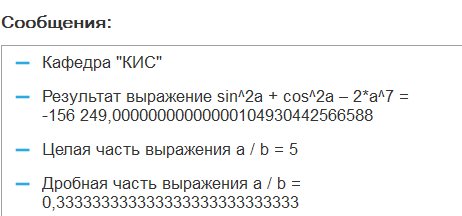 Сообщения:
Кафедра "КИС"
Результат выражение sin^2a + cos^2a – 2*a^7 =
-156 249,00000000000000104930442566588
Целая часть выражения a / b = 5
Дробная часть выражения a / b =
0,333333333333333333333333333